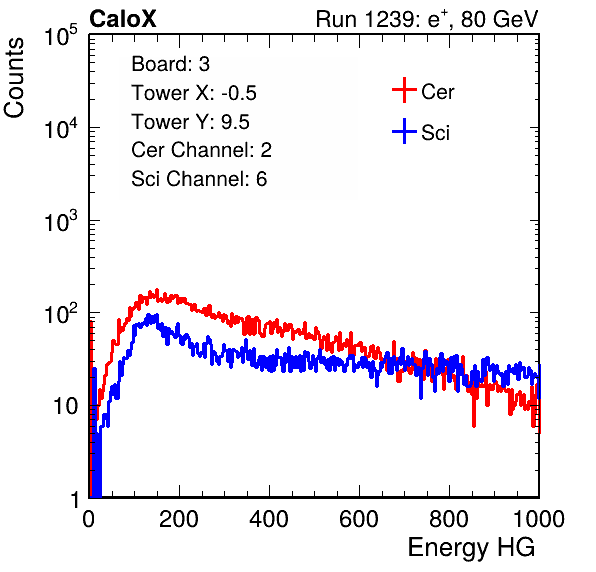 CaloX Run 1239: e⁺, 80 GeV
Counts
10⁵
10⁴
10³
10²
10
1
Board: 3
Tower X: -0.5
Tower Y: 9.5
Cer Channel: 2
Sci Channel: 6
Cer
Sci
0 200 400 600 800 1000
Energy HG